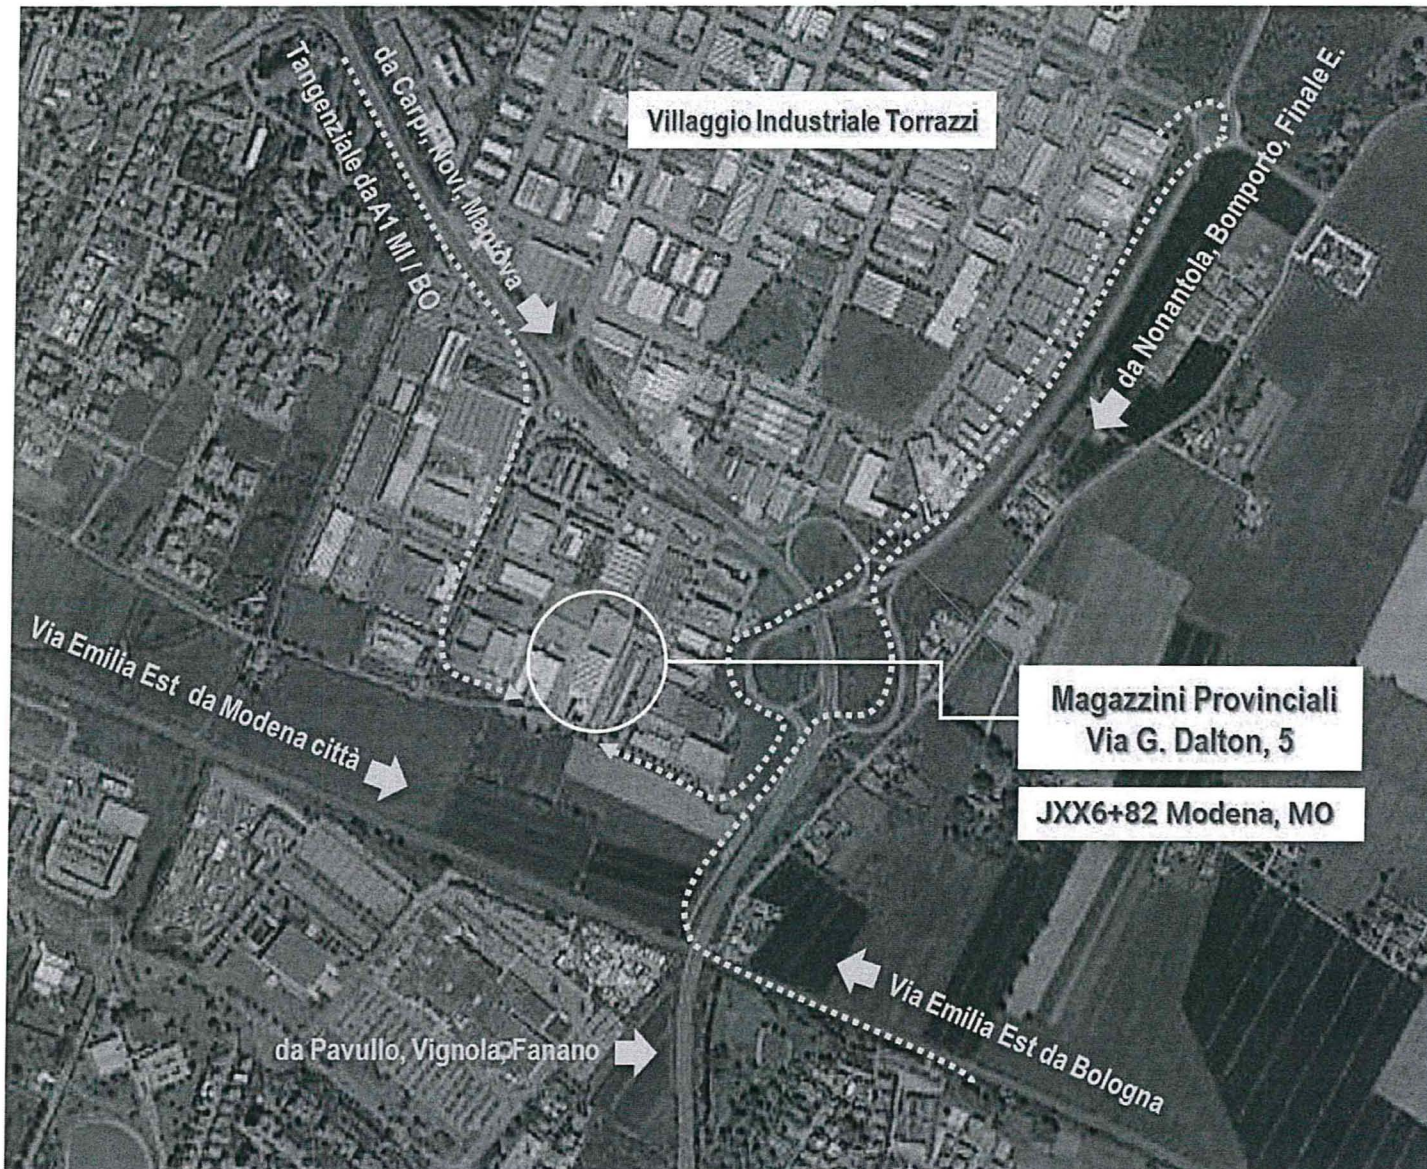 Villaggio Industriale Torrazzi
da Carpi, Novi, Mantova
Tangenziale da A1 MI / BO
da Nonantola, Bomporto, Finale E.
Via Emilia Est da Modena città
Magazzini Provinciali
Via G. Dalton, 5
JXX6+82 Modena, MO
Via Emilia Est da Bologna
da Pavullo, Vignola, Fanano